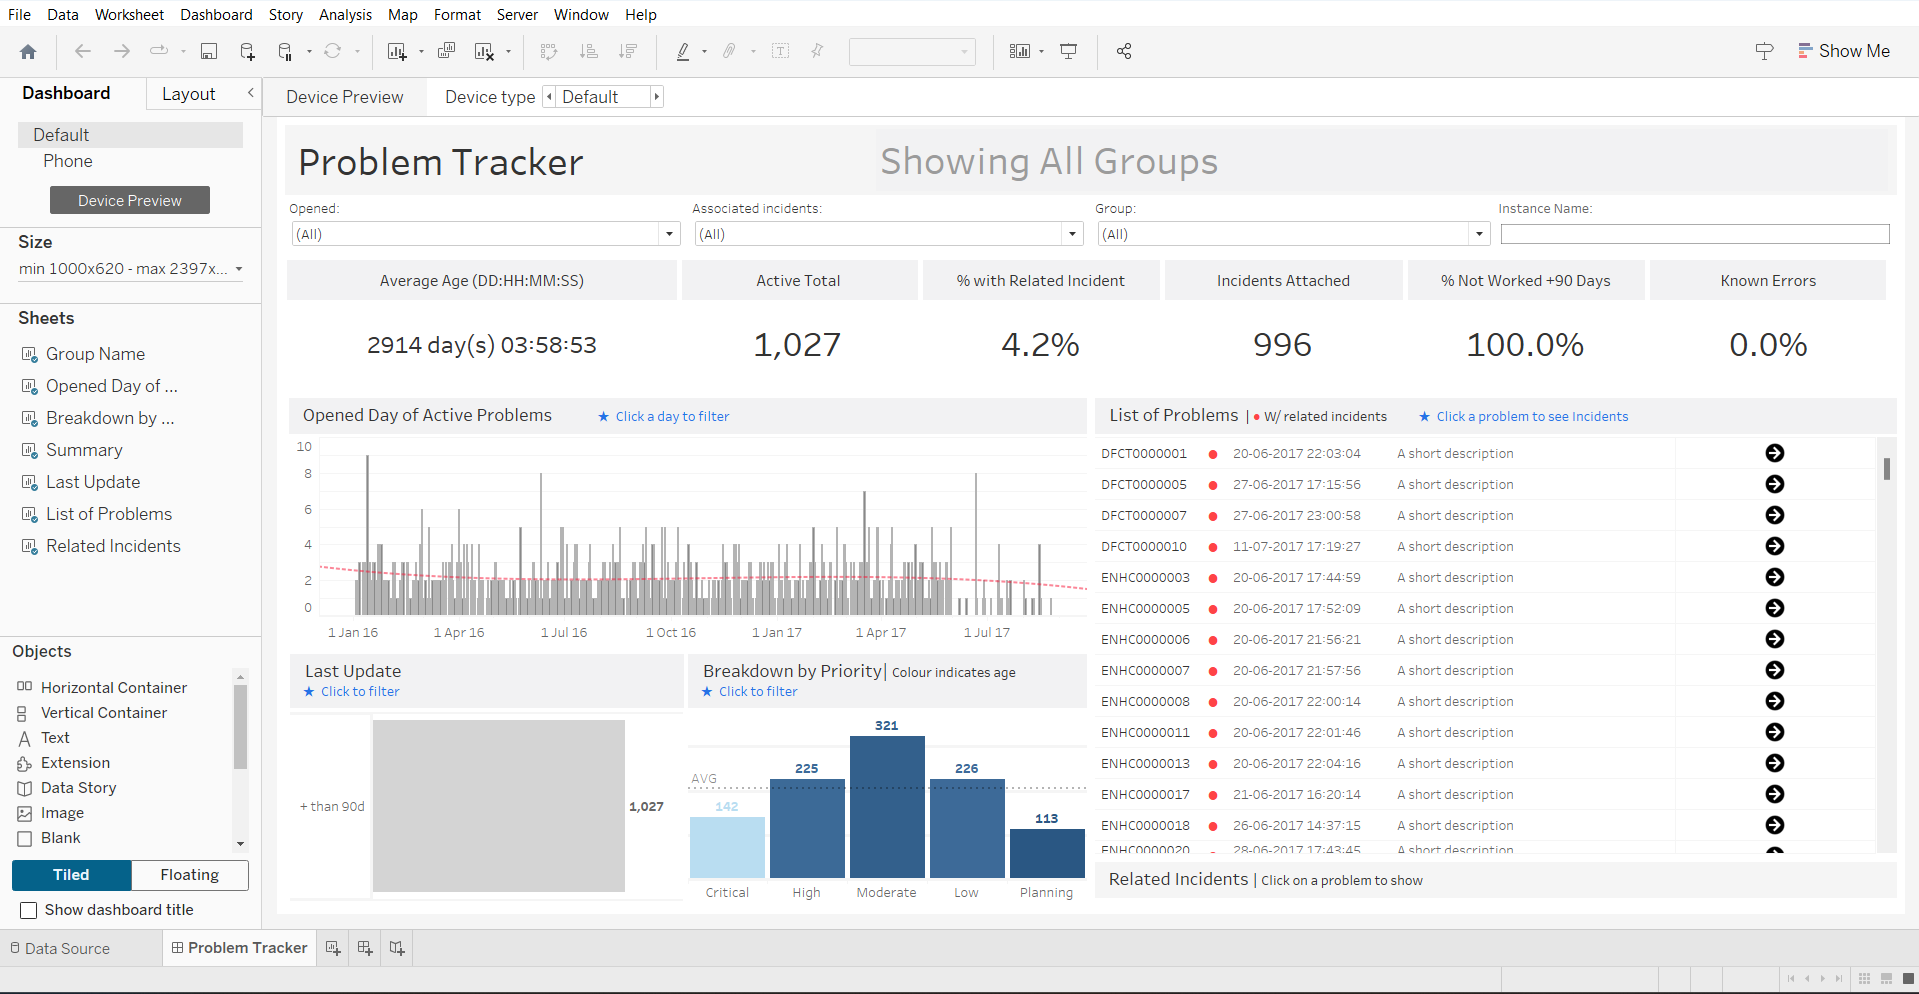 File Data Worksheet Dashboard Story Analysis Map Format Server Window Help
Show Me
Dashboard
Layout
Device Preview
Device type
Default
Default
Phone
Device Preview
Size
min 1000x620 - max 2397x...
Sheets
Group Name
Opened Day of ...
Breakdown by ...
Summary
Last Update
List of Problems
Related Incidents
Objects
Horizontal Container
Vertical Container
Text
Extension
Data Story
Image
Blank
Tiled
Floating
Show dashboard title
Problem Tracker
Showing All Groups
Opened:
(All)
Associated incidents:
(All)
Group:
(All)
Instance Name:
Average Age (DD:HH:MM:SS)
2914 day(s) 03:58:53
Active Total
1,027
% with Related Incident
4.2%
Incidents Attached
996
% Not Worked +90 Days
100.0%
Known Errors
0.0%
Opened Day of Active Problems
★ Click a day to filter
10
8
6
4
2
0
1 Jan 16
1 Apr 16
1 Jul 16
1 Oct 16
1 Jan 17
1 Apr 17
1 Jul 17
Last Update
★ Click to filter
+ than 90d
1,027
Breakdown by Priority| Colour indicates age
★ Click to filter
AVG
142
225
321
226
113
Critical
High
Moderate
Low
Planning
List of Problems | ● W/ related incidents
★ Click a problem to see Incidents
DFCT0000001 ● 20-06-2017 22:03:04 A short description
DFCT0000005 ● 27-06-2017 17:15:56 A short description
DFCT0000007 ● 27-06-2017 23:00:58 A short description
DFCT0000010 ● 11-07-2017 17:19:27 A short description
ENHC0000003 ● 20-06-2017 17:44:59 A short description
ENHC0000005 ● 20-06-2017 17:52:09 A short description
ENHC0000006 ● 20-06-2017 21:56:21 A short description
ENHC0000007 ● 20-06-2017 21:57:56 A short description
ENHC0000008 ● 20-06-2017 22:00:14 A short description
ENHC0000011 ● 20-06-2017 22:01:46 A short description
ENHC0000013 ● 20-06-2017 22:04:16 A short description
ENHC0000017 ● 21-06-2017 16:20:14 A short description
ENHC0000018 ● 26-06-2017 14:37:15 A short description
ENHC0000020 ● 28-06-2017 17:43:45 A short description
Related Incidents | Click on a problem to show
Data Source
Problem Tracker